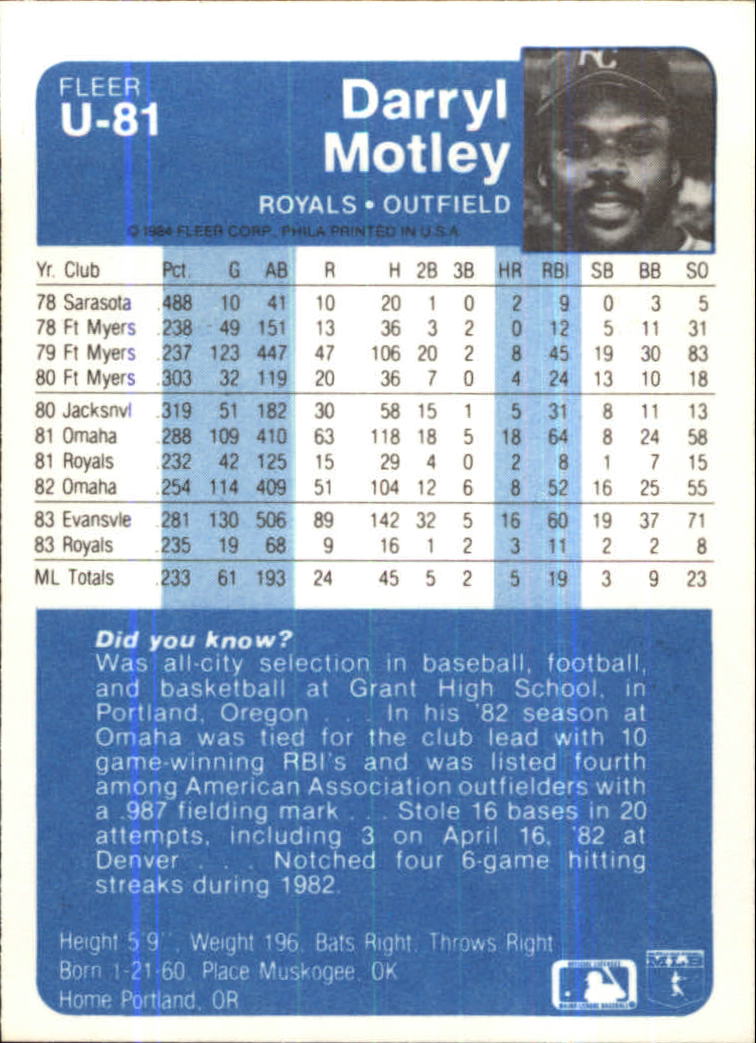 FLEER
U-81
Darryl
Motley
ROYALS • OUTFIELD
© 1984 FLEER CORP., PHILA PRINTED IN U.S.A.
KC
Yr. Club Pct. G AB R H 2B 3B HR RBI SB BB SO
78 Sarasota .488 10 41 10 20 1 0 2 9 0 3 5
78 Ft Myers .238 49 151 13 36 3 2 0 12 5 11 31
79 Ft Myers .237 123 447 47 106 20 2 8 45 19 30 83
80 Ft Myers .303 32 119 20 36 7 0 4 24 13 10 18
80 Jacksnvl .319 51 182 30 58 15 1 5 31 8 11 13
81 Omaha .288 109 410 63 118 18 5 18 64 8 24 58
81 Royals .232 42 125 15 29 4 0 2 8 1 7 15
82 Omaha .254 114 409 51 104 12 6 8 52 16 25 55
83 Evansvle .281 130 506 89 142 32 5 16 60 19 37 71
83 Royals .235 19 68 9 16 1 2 3 11 2 2 8
ML Totals .233 61 193 24 45 5 2 5 19 3 9 23
Did you know?
Was all-city selection in baseball, football,
and basketball at Grant High School, in
Portland, Oregon . . . In his '82 season at
Omaha was tied for the club lead with 10
game-winning RBI's and was listed fourth
among American Association outfielders with
a .987 fielding mark . . . Stole 16 bases in 20
attempts, including 3 on April 16, '82 at
Denver . . . Notched four 6-game hitting
streaks during 1982.
Height 5'9". Weight 196. Bats Right. Throws Right
Born 1-21-60. Place Muskogee, OK
Home Portland, OR
MAJOR LEAGUE BASEBALL
MLB